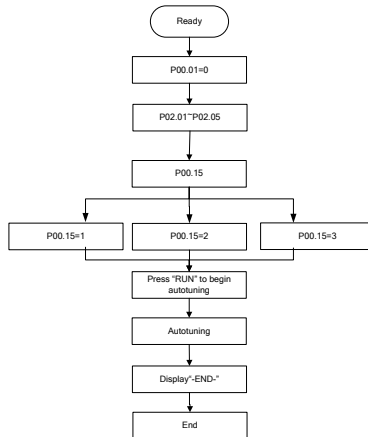 Ready
P00.01=0
P02.01~P02.05
P00.15
P00.15=1
P00.15=2
P00.15=3
Press “RUN” to begin
autotuning
Autotuning
Display“-END-”
End